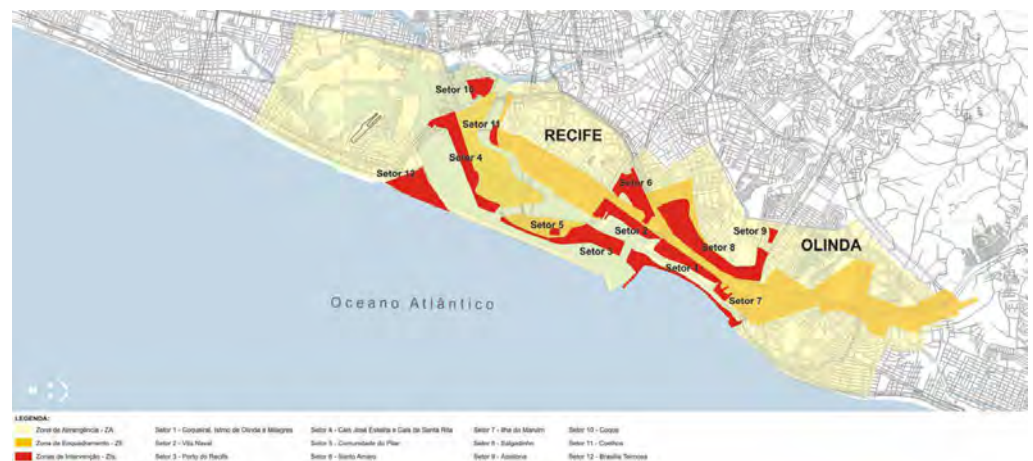 Setor 10
Setor 11
RECIFE
Setor 4
Setor 12
Setor 6
Setor 5
Setor 2
Setor 9
Setor 3
Setor 8
OLINDA
Setor 1
Setor 7
Oceano Atlântico
LEGENDA:
Zona de Abrangência - ZA
Setor 1 - Coqueiral, Istmo de Olinda e Milagres
Setor 4 - Cais José Estelita e Cais de Santa Rita
Setor 7 - Ilha do Maruim
Setor 10 - Coque
Zona de Enquadramento - ZE
Setor 2 - Vila Naval
Setor 5 - Comunidade do Pilar
Setor 8 - Salgadinho
Setor 11 - Coelhos
Zonas de Intervenção - ZIs
Setor 3 - Porto do Recife
Setor 6 - Santo Amaro
Setor 9 - Azeitona
Setor 12 - Brasília Teimosa